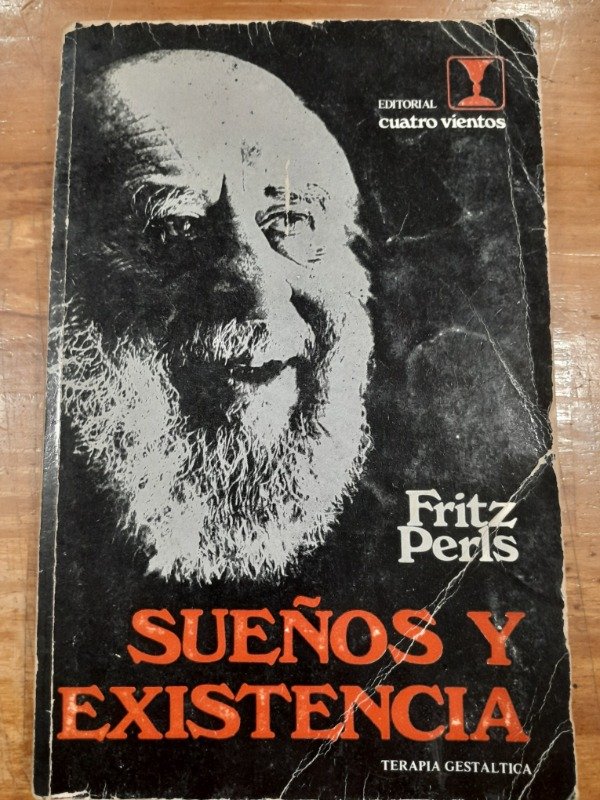 EDITORIAL
cuatro vientos
Fritz
Perls
SUEÑOS Y
EXISTENCIA
TERAPIA GESTALTICA